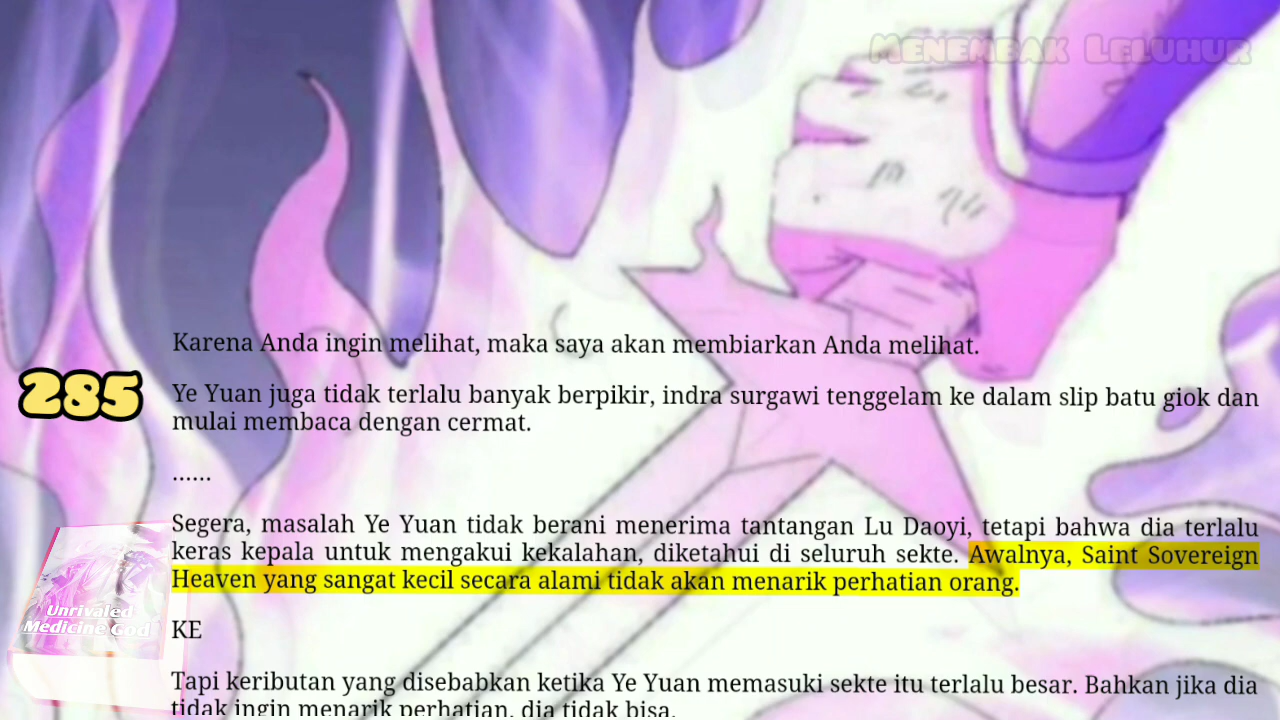 Menembak Leluhur
Karena Anda ingin melihat, maka saya akan membiarkan Anda melihat.
285
Ye Yuan juga tidak terlalu banyak berpikir, indra surgawi tenggelam ke dalam slip batu giok dan
mulai membaca dengan cermat.
......
Segera, masalah Ye Yuan tidak berani menerima tantangan Lu Daoyi, tetapi bahwa dia terlalu
keras kepala untuk mengakui kekalahan, diketahui di seluruh sekte. Awalnya, Saint Sovereign
Heaven yang sangat kecil secara alami tidak akan menarik perhatian orang.
Unrivaled
Medicine God
KE
Tapi keributan yang disebabkan ketika Ye Yuan memasuki sekte itu terlalu besar. Bahkan jika dia
tidak ingin menarik perhatian, dia tidak bisa.